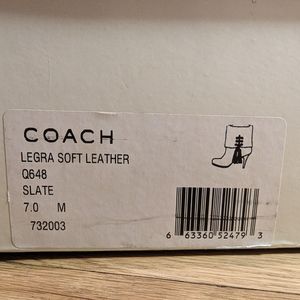 COACH
LEGRA SOFT LEATHER
Q648
SLATE
7.0 M
732003
6 63360 52479 3